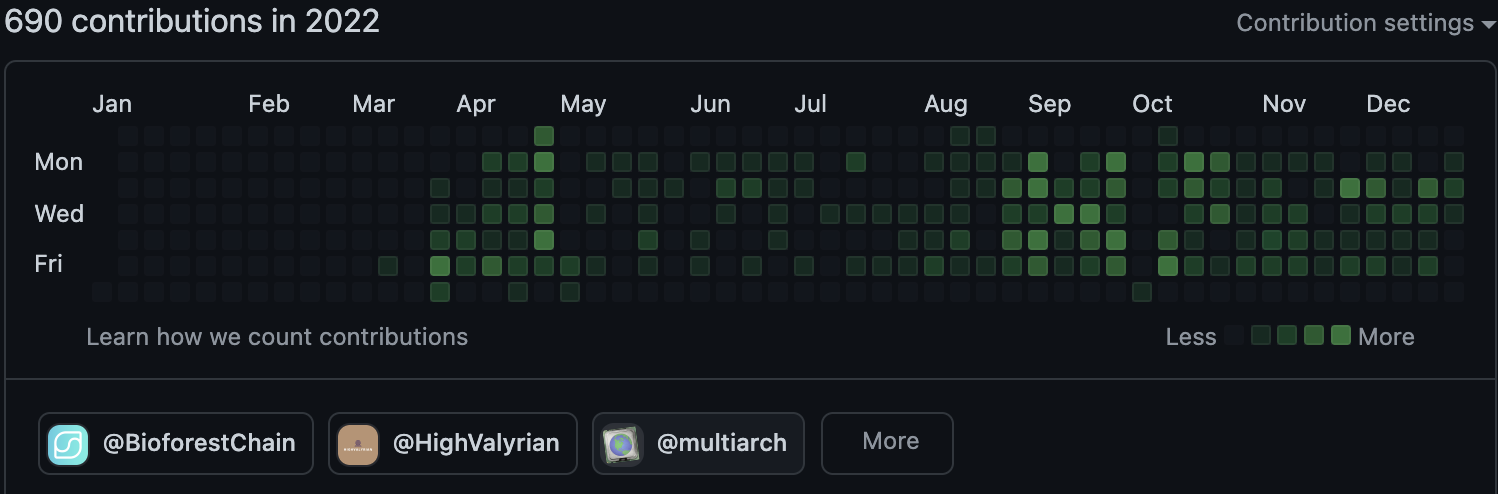 690 contributions in 2022
Contribution settings
Jan Feb Mar Apr May Jun Jul Aug Sep Oct Nov Dec
Mon
Wed
Fri
Learn how we count contributions
Less More
@BioforestChain @HighValyrian @multiarch More